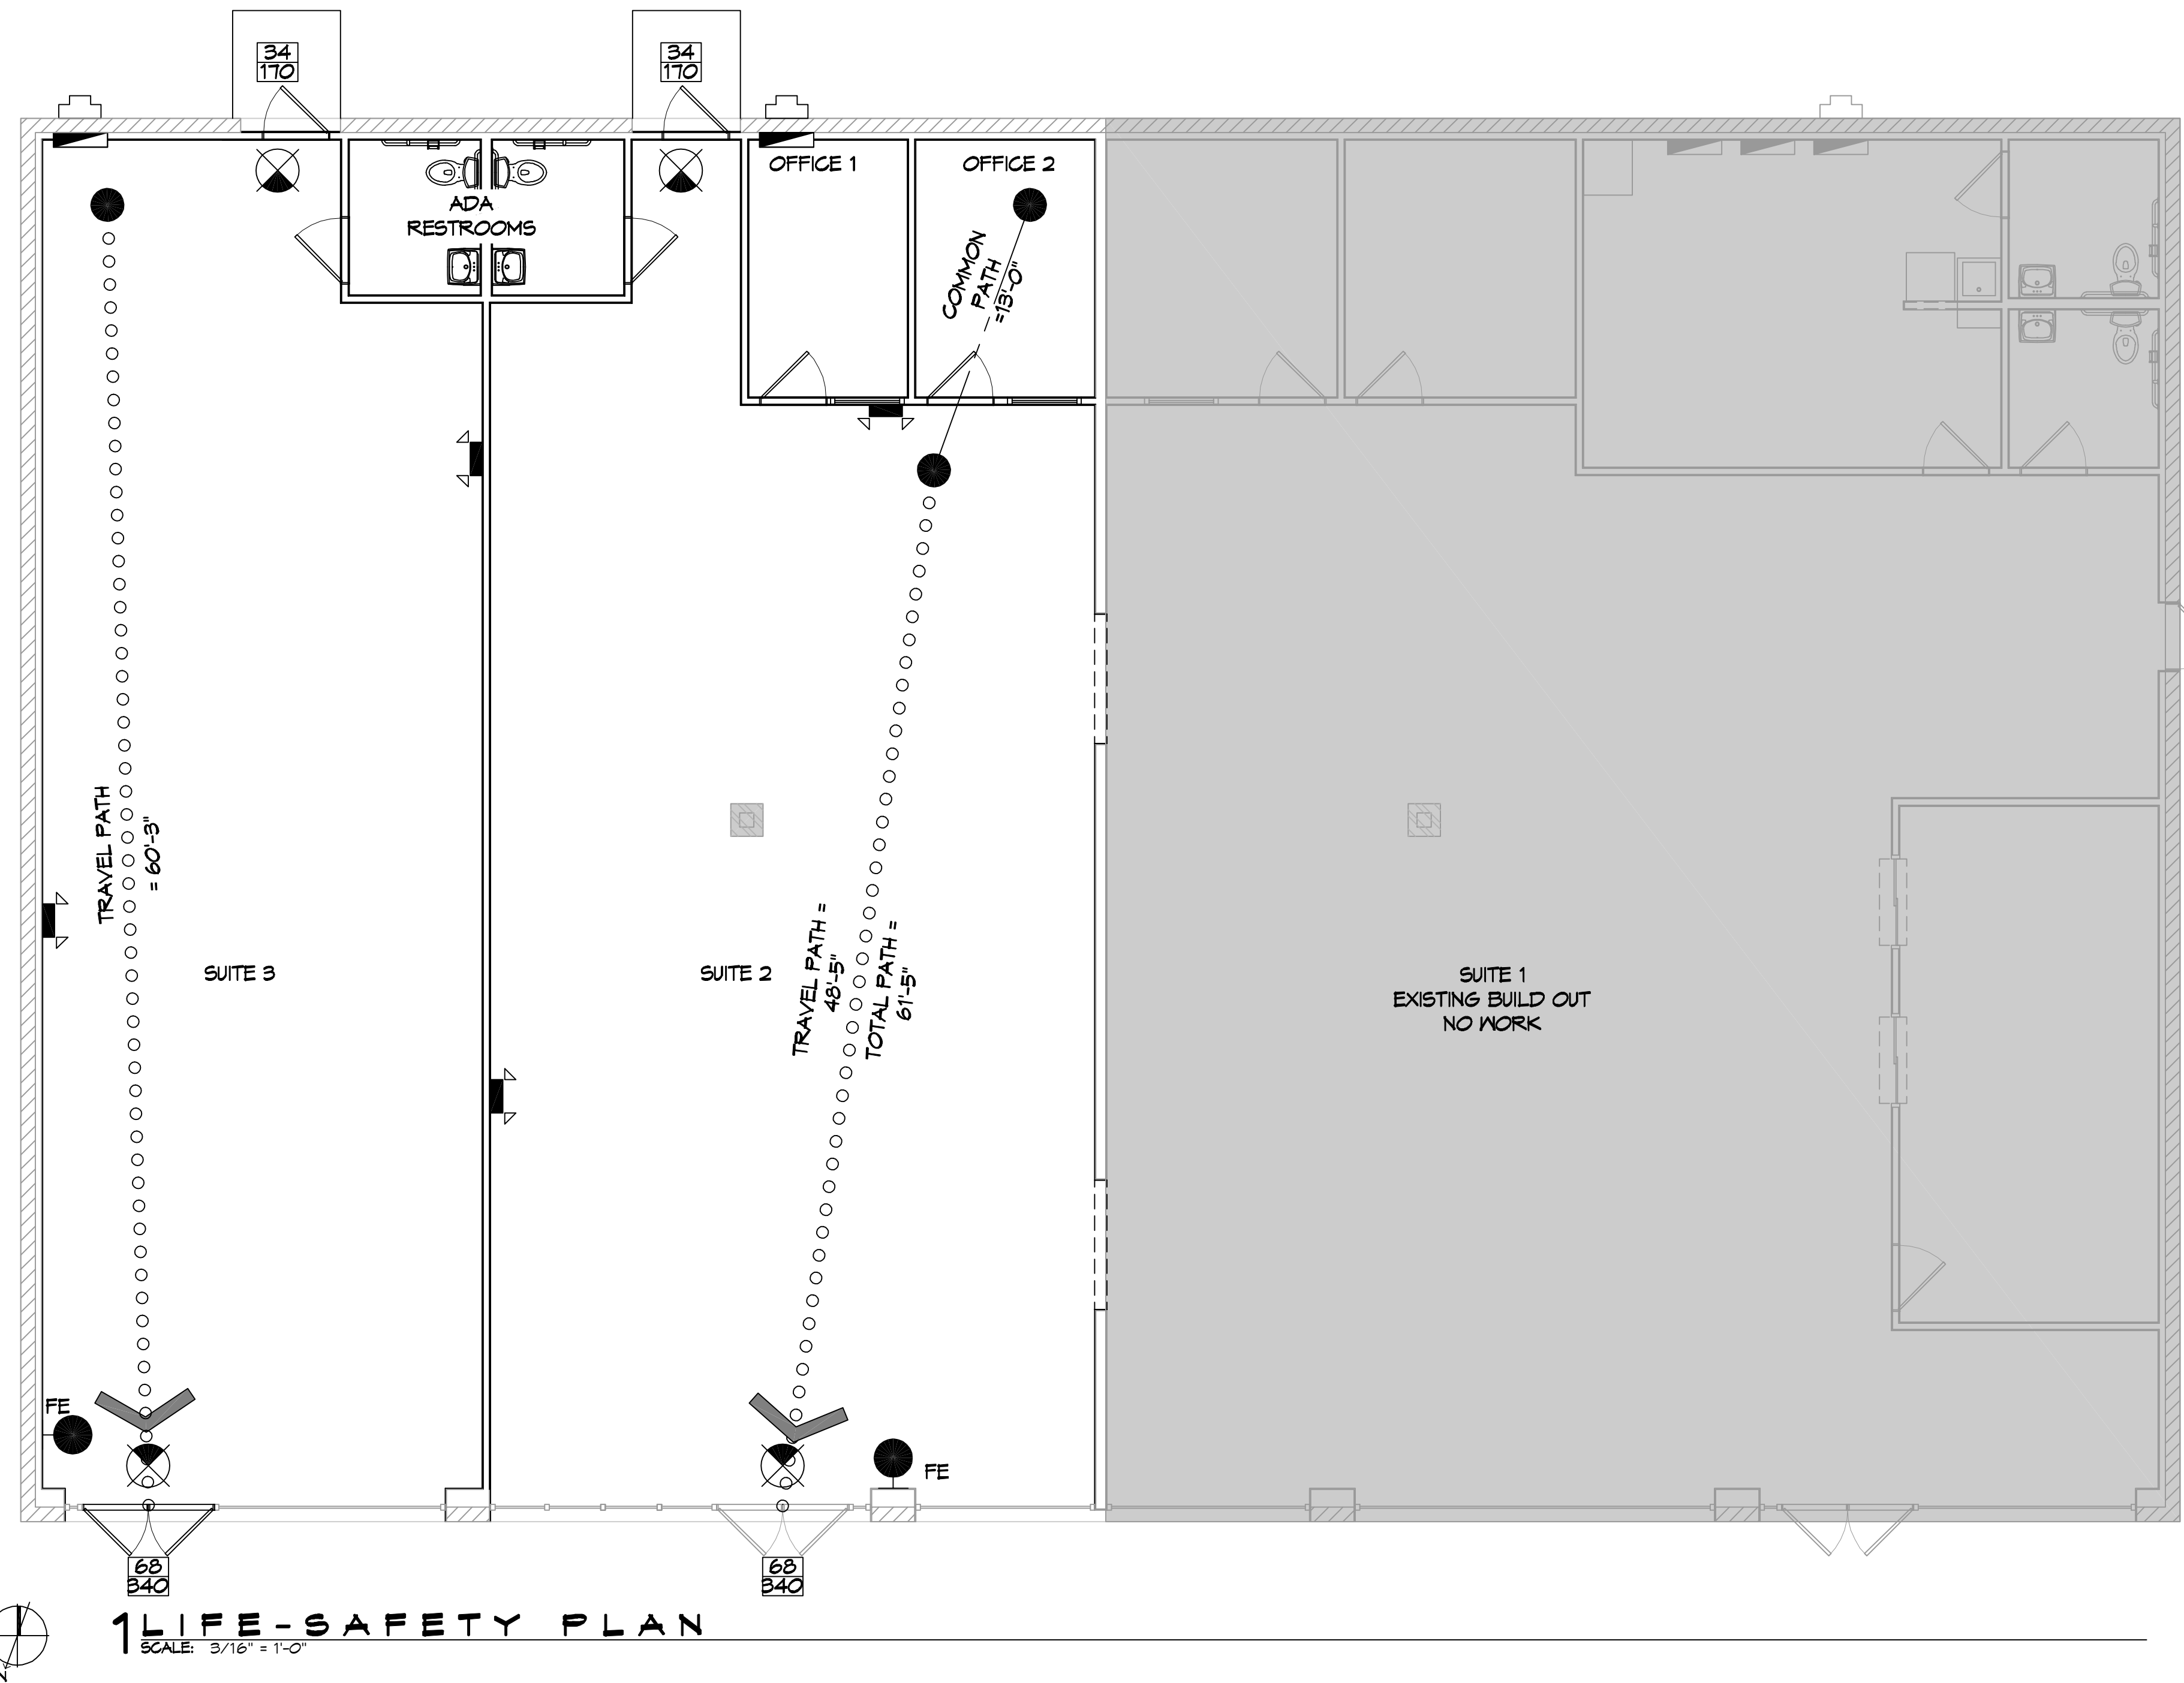 34
170
34
170
OFFICE 1
OFFICE 2
ADA
RESTROOMS
COMMON
PATH
=13'-0"
TRAVEL PATH
= 60'-3"
TRAVEL PATH =
48'-5"
TOTAL PATH =
61'-5"
SUITE 3
SUITE 2
SUITE 1
EXISTING BUILD OUT
NO WORK
FE
FE
68
340
68
340
1 LIFE-SAFETY PLAN
SCALE: 3/16" = 1'-0"